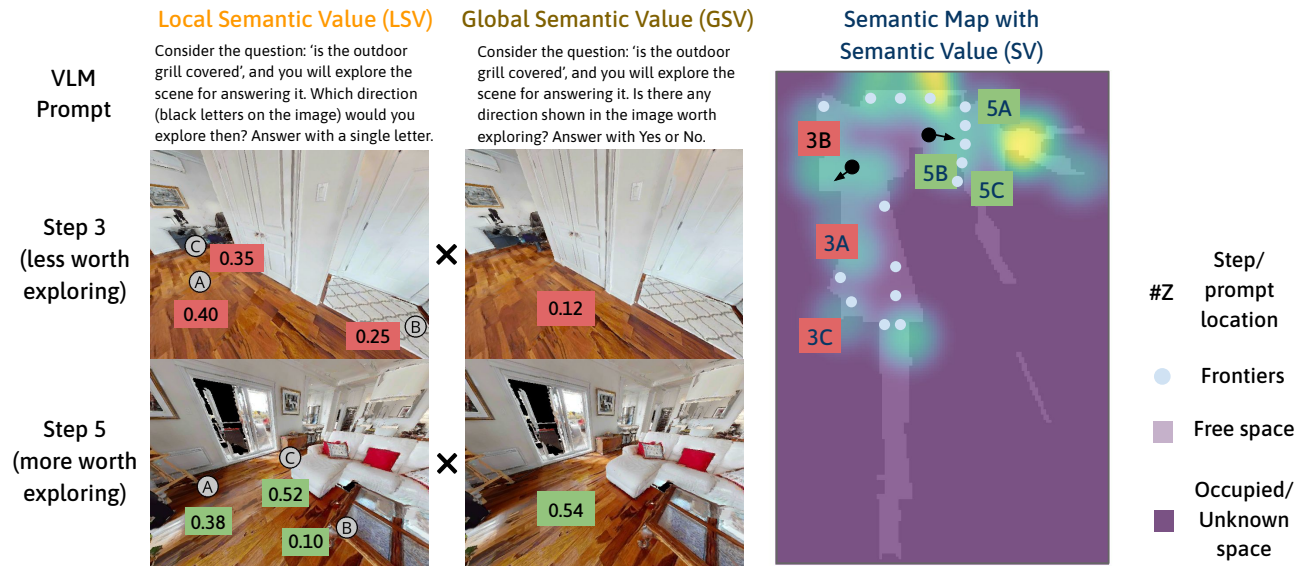 Local Semantic Value (LSV)
Global Semantic Value (GSV)
Semantic Map with
Semantic Value (SV)
VLM
Prompt
Consider the question: ‘is the outdoor
grill covered’, and you will explore the
scene for answering it. Which direction
(black letters on the image) would you
explore then? Answer with a single letter.
Consider the question: ‘is the outdoor
grill covered’, and you will explore the
scene for answering it. Is there any
direction shown in the image worth
exploring? Answer with Yes or No.
Step 3
(less worth
exploring)
C
0.35
A
0.40
B
0.25
×
0.12
Step 5
(more worth
exploring)
C
A
0.52
0.38
B
0.10
×
0.54
5A
3B
5B
5C
3A
3C
#Z
Step/
prompt
location
Frontiers
Free space
Occupied/
Unknown
space